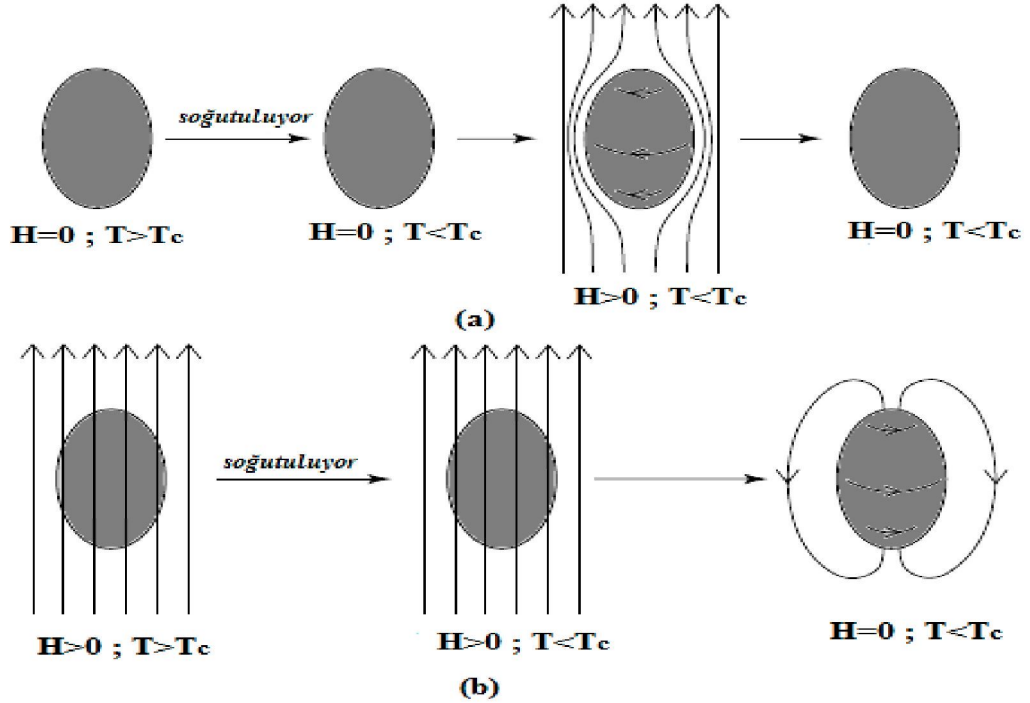 soğutuluyor
H=0 ; T>Tc
H=0 ; T<Tc
H>0 ; T<Tc
H=0 ; T<Tc
(a)
soğutuluyor
H>0 ; T>Tc
H>0 ; T<Tc
H=0 ; T<Tc
(b)